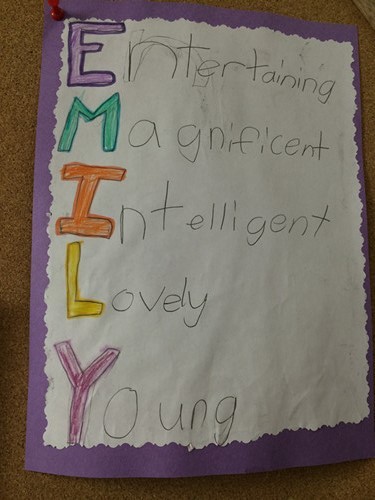 Entertaining
Magnificent
Intelligent
Lovely
Young